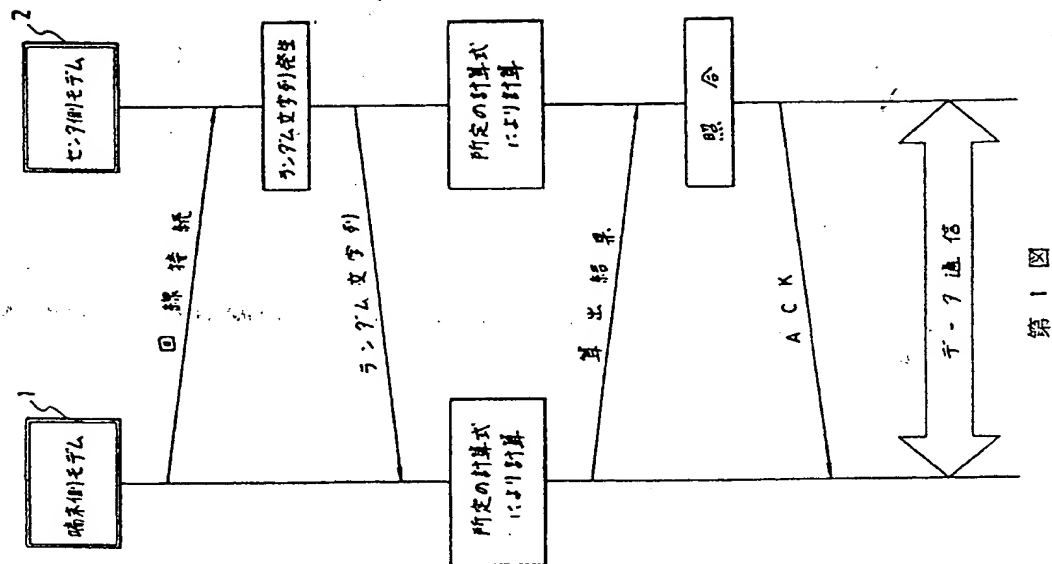 端末側モデム
1
センタ側モデム
2
回線接続
ランダム文字列発生
ランダム文字列
所定の計算式
により計算
所定の計算式
により計算
算出結果
照合
ACK
データ通信
第1図